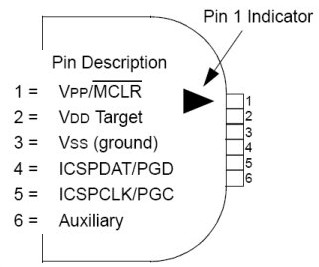 Pin 1 Indicator
Pin Description
1 = VPP/MCLR
2 = VDD Target
3 = VSS (ground)
4 = ICSPDAT/PGD
5 = ICSPCLK/PGC
6 = Auxiliary
1
2
3
4
5
6